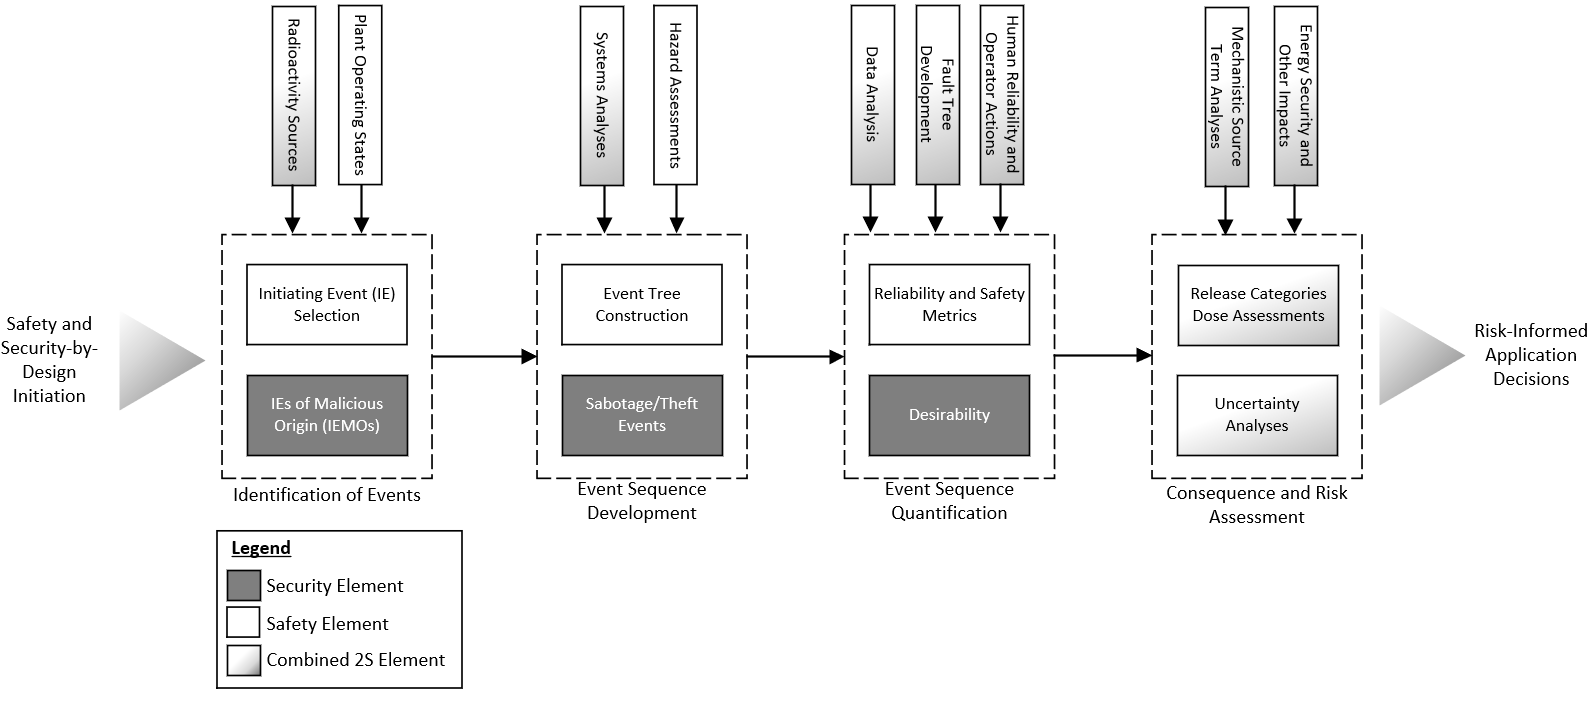 Radioactivity Sources
Plant Operating States
Systems Analyses
Hazard Assessments
Data Analysis
Fault Tree
Development
Human Reliability and
Operator Actions
Mechanistic Source
Term Analyses
Energy Security and
Other Impacts
Safety and
Security-by-
Design
Initiation
Initiating Event (IE)
Selection
IEs of Malicious
Origin (IEMOs)
Identification of Events
Event Tree
Construction
Sabotage/Theft
Events
Event Sequence
Development
Reliability and Safety
Metrics
Desirability
Event Sequence
Quantification
Release Categories
Dose Assessments
Uncertainty
Analyses
Consequence and Risk
Assessment
Risk-Informed
Application
Decisions
Legend
Security Element
Safety Element
Combined 2S Element